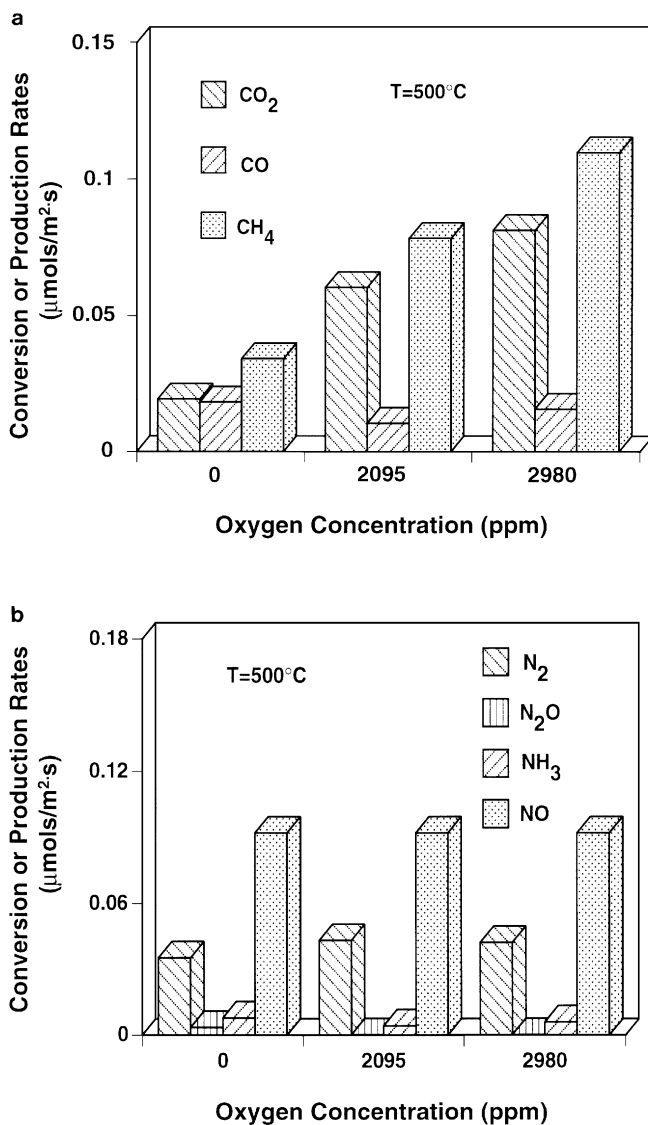 a
0.15
0.1
0.05
0
Conversion or Production Rates
(μmols/m²·s)
CO₂
CO
CH₄
T=500°C
0 2095 2980
Oxygen Concentration (ppm)
b
0.18
0.12
0.06
0
Conversion or Production Rates
(μmols/m²·s)
T=500°C
N₂
N₂O
NH₃
NO
0 2095 2980
Oxygen Concentration (ppm)